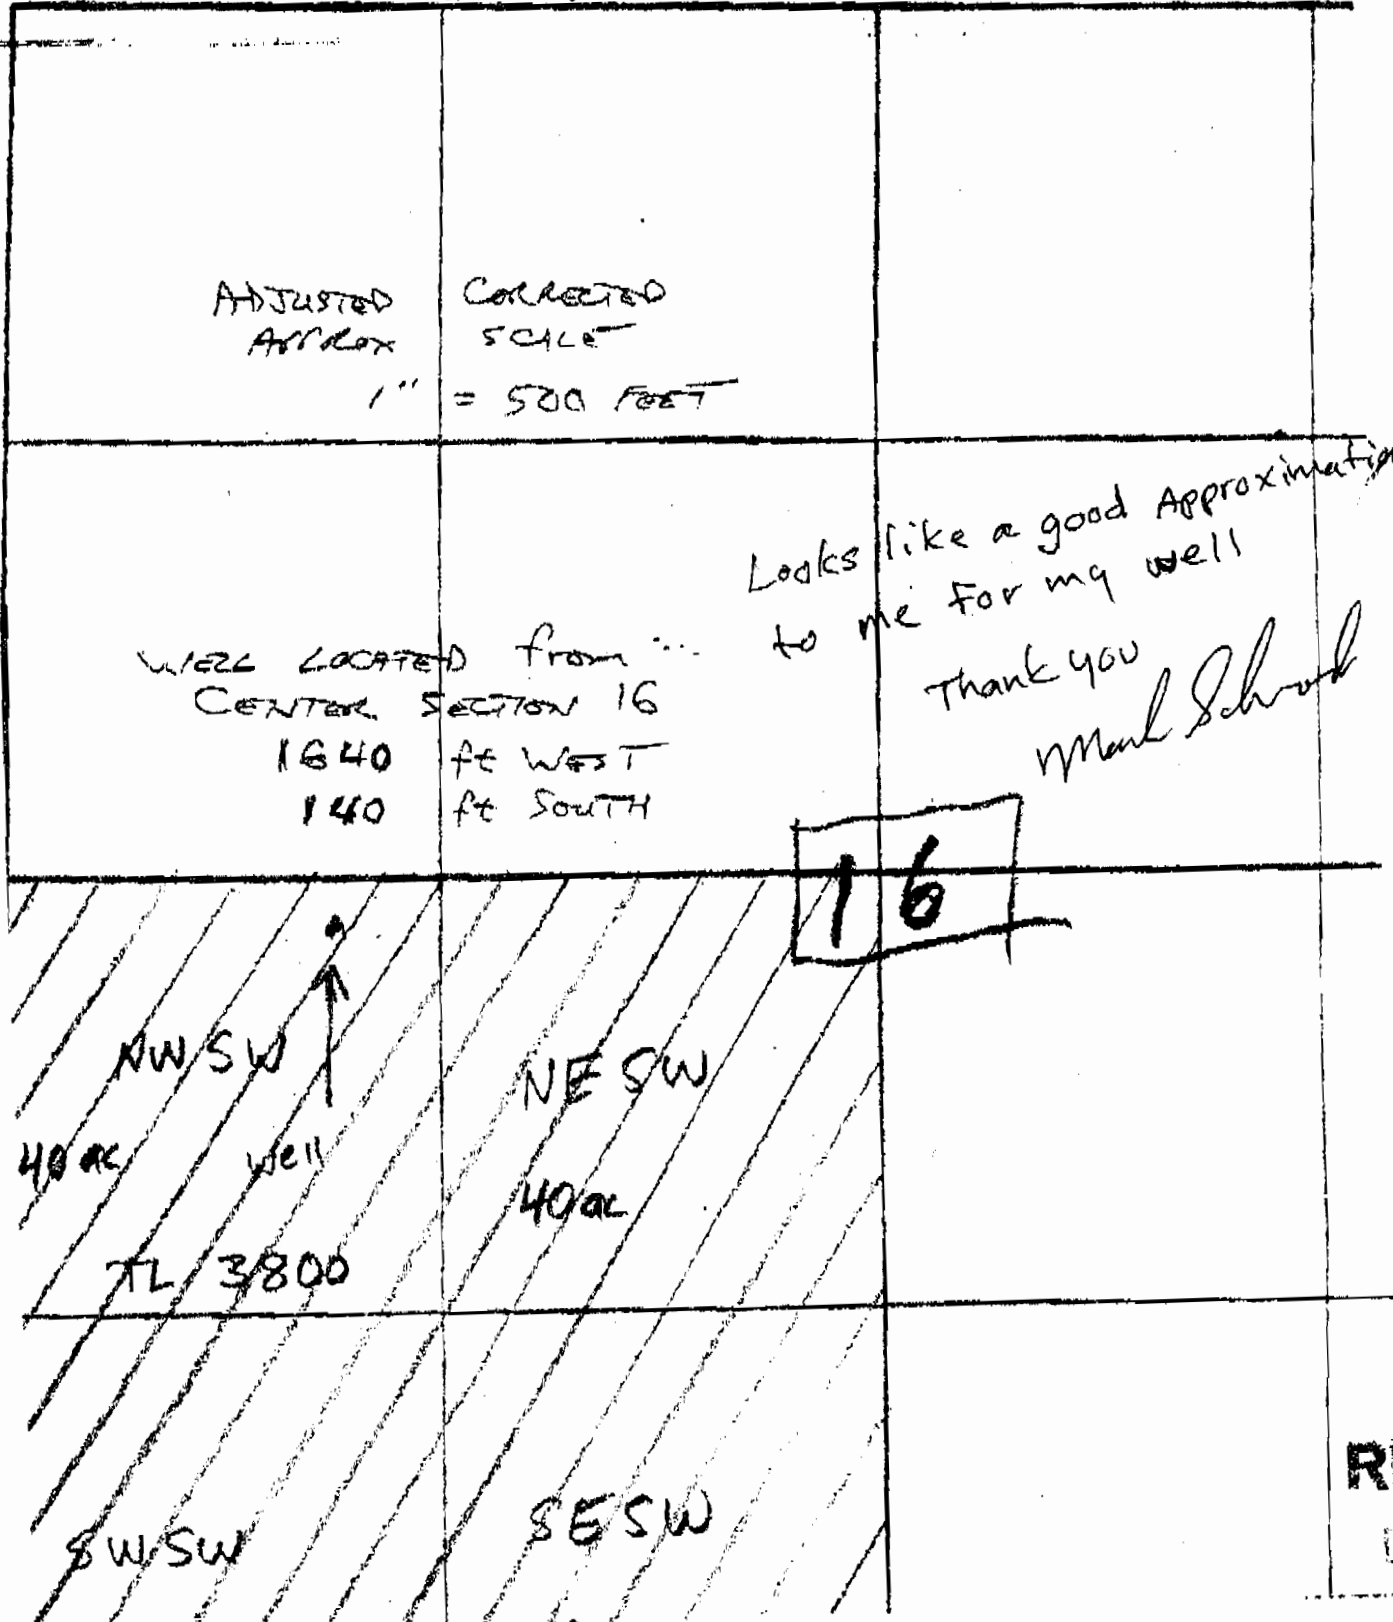 ADJUSTED CORRECTED
APPROX SCALE
1" = 500 FEET
Looks like a good Approximation
to me for my well
Thank you
WELL LOCATED from ...
CENTER SECTION 16
1640 ft WEST
140 ft SOUTH
16
NW SW
NE SW
40 ac
well
40 ac
TL 3800
SW SW
SE SW